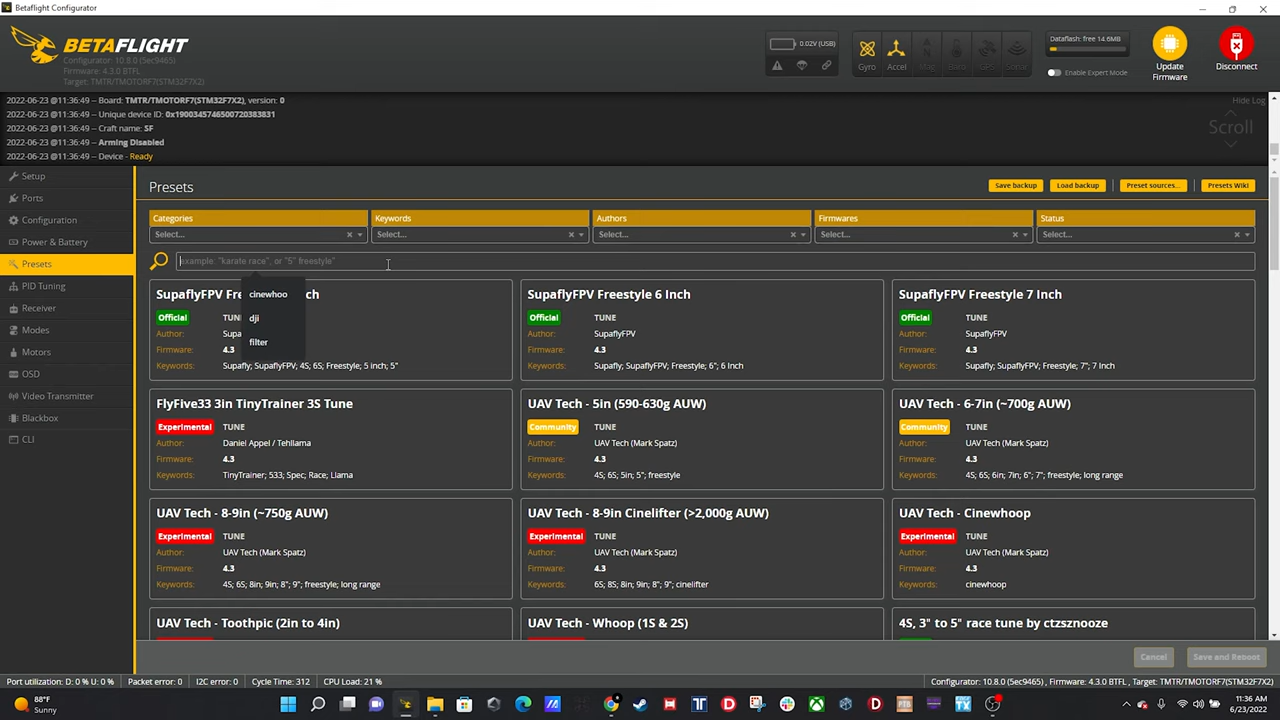 Betaflight Configurator
BETAFLIGHT
Configurator: 10.8.0 (5ec9465)
Firmware: 4.3.0 BTFL
Target: TMTR/TMOTORF7(STM32F7X2)
0.02V (USB)
Gyro
Accel
Mag
Baro
GPS
Sonar
Dataflash: free 14.6MB
Enable Expert Mode
Update
Firmware
Disconnect
2022-06-23 @11:36:49 -- Board: TMTR/TMOTORF7(STM32F7X2), version: 0
Hide Log
2022-06-23 @11:36:49 -- Unique device ID: 0x1900345746500720383831
2022-06-23 @11:36:49 -- Craft name: SF
Scroll
2022-06-23 @11:36:49 -- Arming Disabled
2022-06-23 @11:36:49 -- Device - Ready
Setup
Ports
Configuration
Power & Battery
Presets
PID Tuning
Receiver
Modes
Motors
OSD
Video Transmitter
Blackbox
CLI
Presets
Save backup
Load backup
Preset sources...
Presets Wiki
Categories
Keywords
Authors
Firmwares
Status
Select...
Select...
Select...
Select...
Select...
example: "karate race", or "5" freestyle"
cinewhoo
dji
filter
SupaflyFPV Fre
ch
Official
TUN
Author:
Supa
Firmware:
4.3
Keywords:
Supafly; SupaflyFPV; 4S; 6S; Freestyle; 5 inch; 5"
SupaflyFPV Freestyle 6 Inch
Official
TUNE
Author:
SupaflyFPV
Firmware:
4.3
Keywords:
Supafly; SupaflyFPV; Freestyle; 6"; 6 Inch
SupaflyFPV Freestyle 7 Inch
Official
TUNE
Author:
SupaflyFPV
Firmware:
4.3
Keywords:
Supafly; SupaflyFPV; Freestyle; 7"; 7 Inch
FlyFive33 3in TinyTrainer 3S Tune
Experimental
TUNE
Author:
Daniel Appel / Tehllama
Firmware:
4.3
Keywords:
TinyTrainer; 533; Spec; Race; Llama
UAV Tech - 5in (590-630g AUW)
Community
TUNE
Author:
UAV Tech (Mark Spatz)
Firmware:
4.3
Keywords:
4S; 6S; 5in; 5"; freestyle
UAV Tech - 6-7in (~700g AUW)
Community
TUNE
Author:
UAV Tech (Mark Spatz)
Firmware:
4.3
Keywords:
4S; 6S; 6in; 7in; 6"; 7"; freestyle; long range
UAV Tech - 8-9in (~750g AUW)
Experimental
TUNE
Author:
UAV Tech (Mark Spatz)
Firmware:
4.3
Keywords:
4S; 6S; 8in; 9in; 8"; 9"; freestyle; long range
UAV Tech - 8-9in Cinelifter (>2,000g AUW)
Experimental
TUNE
Author:
UAV Tech (Mark Spatz)
Firmware:
4.3
Keywords:
6S; 8S; 8in; 9in; 8"; 9"; cinelifter
UAV Tech - Cinewhoop
Experimental
TUNE
Author:
UAV Tech (Mark Spatz)
Firmware:
4.3
Keywords:
cinewhoop
UAV Tech - Toothpic (2in to 4in)
UAV Tech - Whoop (1S & 2S)
4S, 3" to 5" race tune by ctzsnooze
Cancel
Save and Reboot
Port utilization: D: 0 % U: 0 %
Packet error: 0
I2C error: 0
Cycle Time: 312
CPU Load: 21 %
Configurator: 10.8.0 (5ec9465) , Firmware: 4.3.0 BTFL , Target: TMTR/TMOTORF7(STM32F7X2)
88°F
Sunny
11:36 AM
6/23/2022